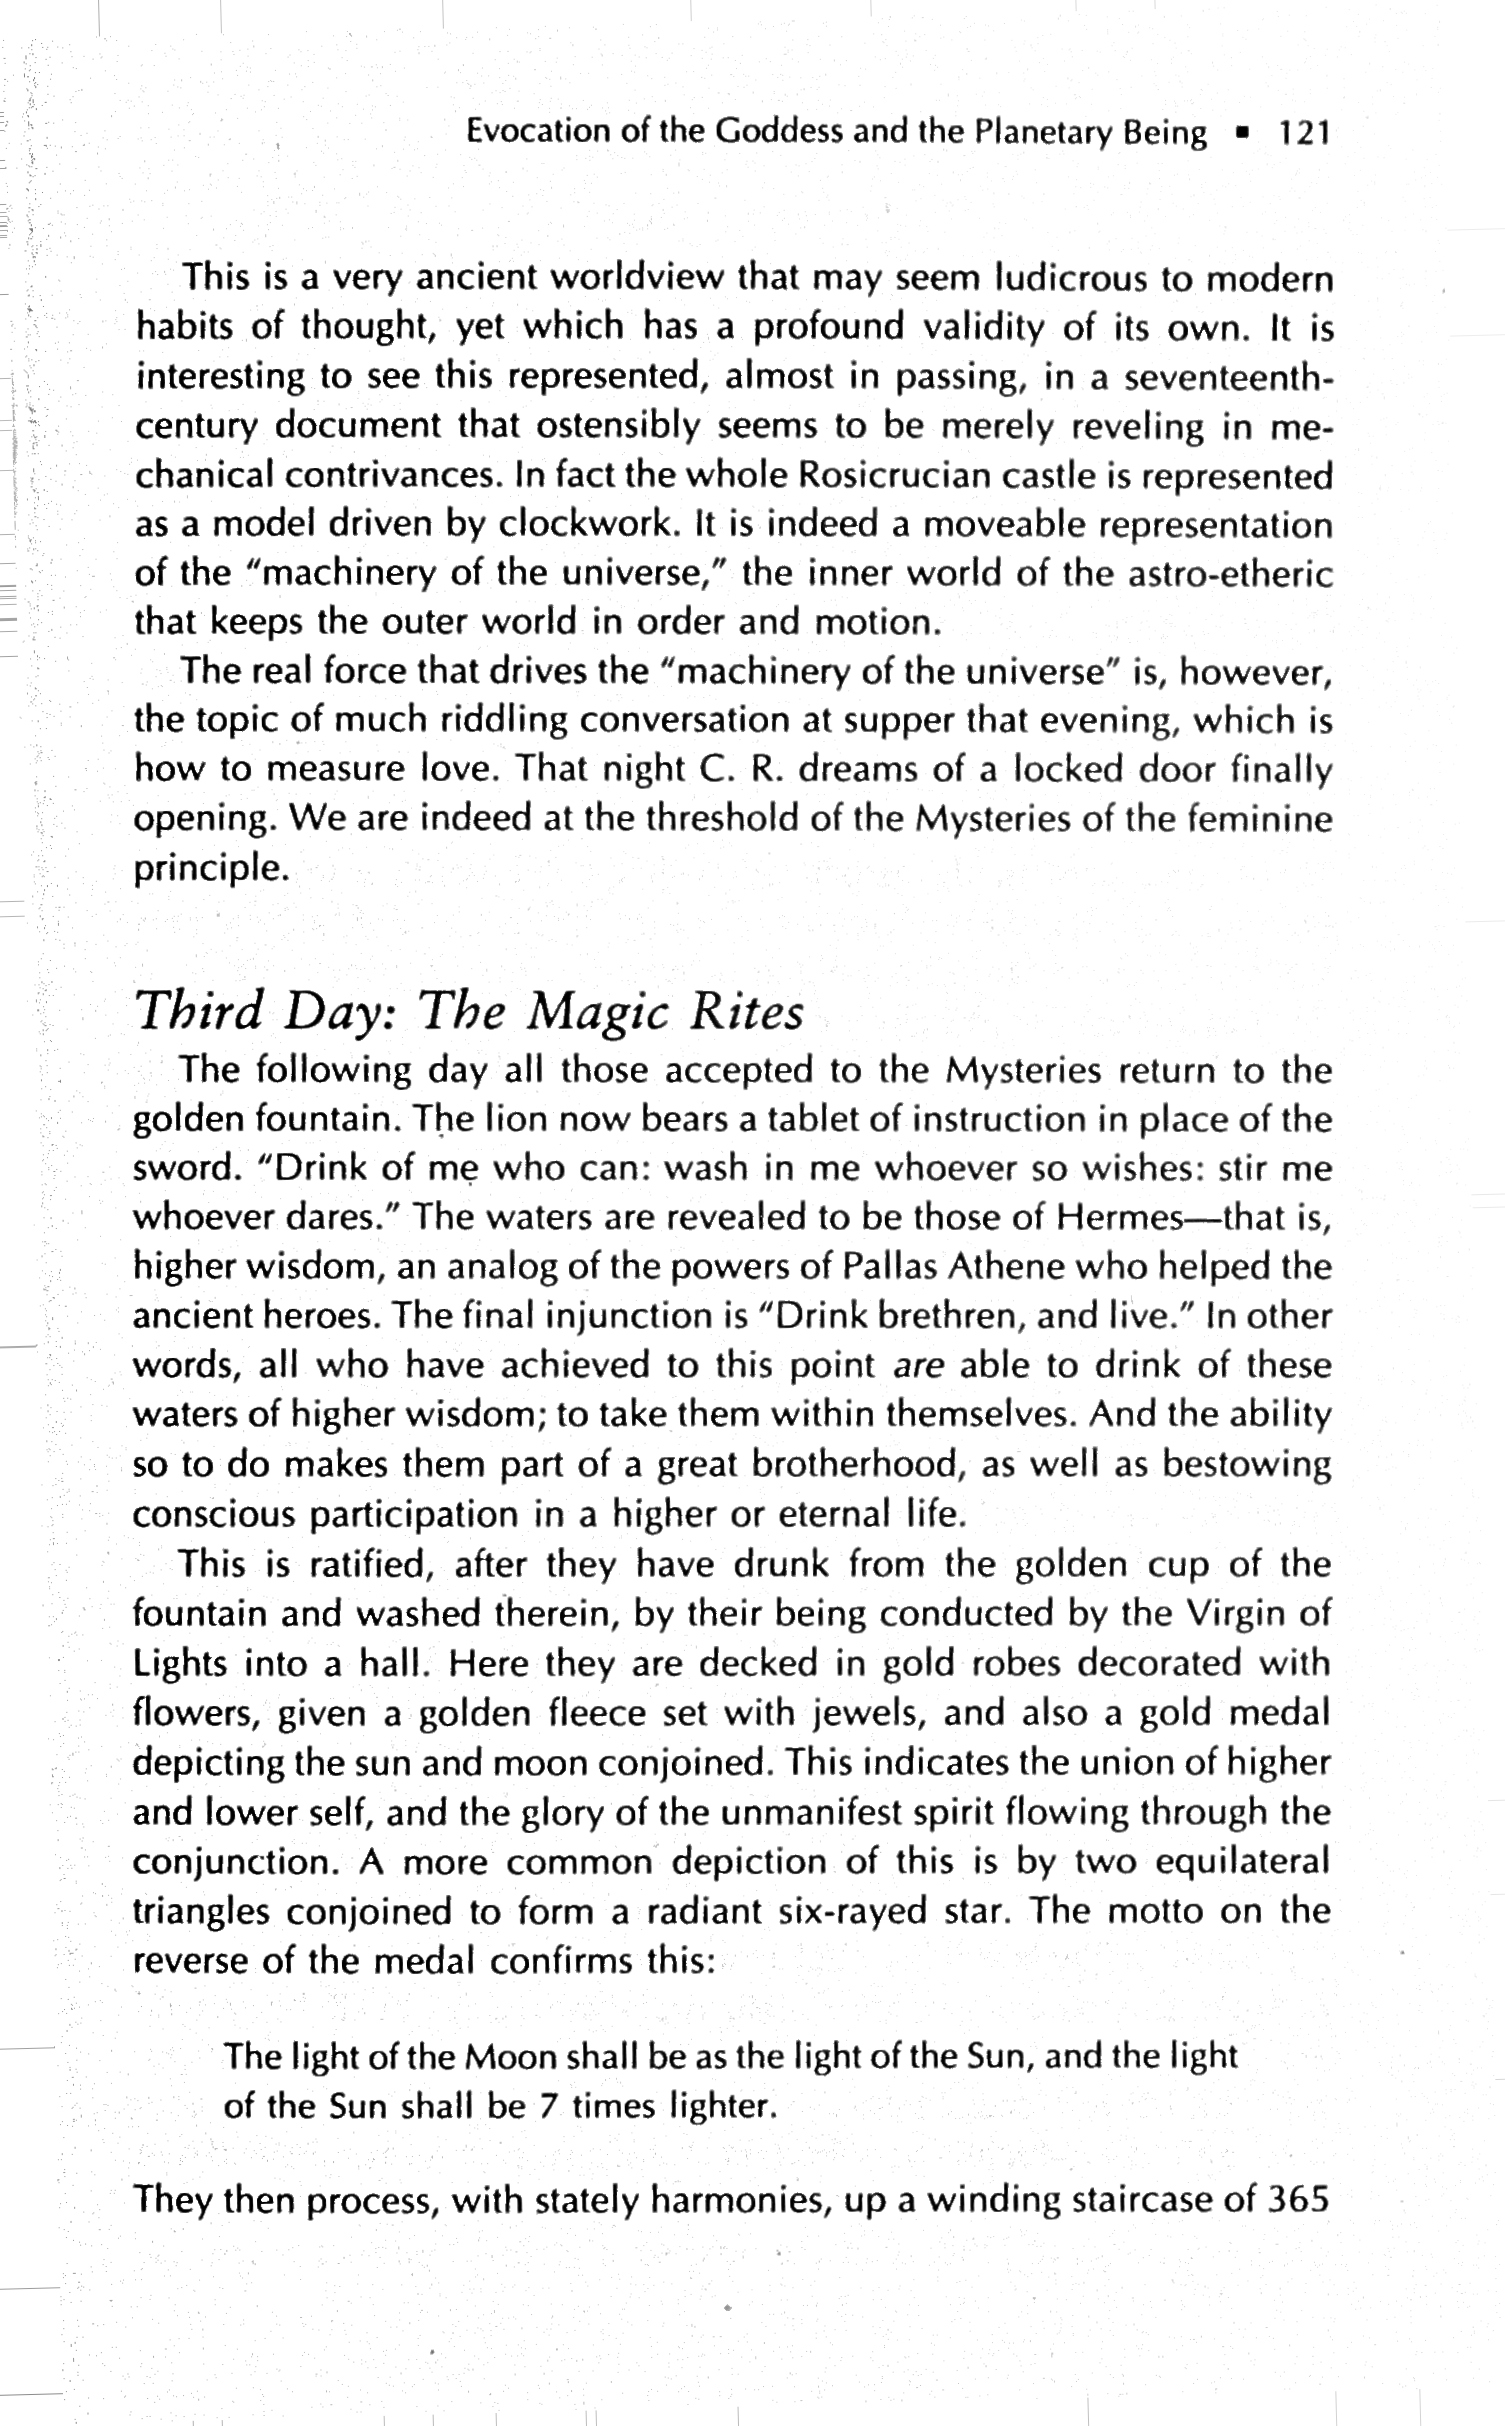 Evocation of the Goddess and the Planetary Being ▪ 121
This is a very ancient worldview that may seem ludicrous to modern
habits of thought, yet which has a profound validity of its own. It is
interesting to see this represented, almost in passing, in a seventeenth-
century document that ostensibly seems to be merely reveling in me-
chanical contrivances. In fact the whole Rosicrucian castle is represented
as a model driven by clockwork. It is indeed a moveable representation
of the "machinery of the universe," the inner world of the astro-etheric
that keeps the outer world in order and motion.
The real force that drives the "machinery of the universe" is, however,
the topic of much riddling conversation at supper that evening, which is
how to measure love. That night C. R. dreams of a locked door finally
opening. We are indeed at the threshold of the Mysteries of the feminine
principle.
Third Day: The Magic Rites
The following day all those accepted to the Mysteries return to the
golden fountain. The lion now bears a tablet of instruction in place of the
sword. "Drink of me who can: wash in me whoever so wishes: stir me
whoever dares." The waters are revealed to be those of Hermes—that is,
higher wisdom, an analog of the powers of Pallas Athene who helped the
ancient heroes. The final injunction is "Drink brethren, and live." In other
words, all who have achieved to this point are able to drink of these
waters of higher wisdom; to take them within themselves. And the ability
so to do makes them part of a great brotherhood, as well as bestowing
conscious participation in a higher or eternal life.
This is ratified, after they have drunk from the golden cup of the
fountain and washed therein, by their being conducted by the Virgin of
Lights into a hall. Here they are decked in gold robes decorated with
flowers, given a golden fleece set with jewels, and also a gold medal
depicting the sun and moon conjoined. This indicates the union of higher
and lower self, and the glory of the unmanifest spirit flowing through the
conjunction. A more common depiction of this is by two equilateral
triangles conjoined to form a radiant six-rayed star. The motto on the
reverse of the medal confirms this:
The light of the Moon shall be as the light of the Sun, and the light
of the Sun shall be 7 times lighter.
They then process, with stately harmonies, up a winding staircase of 365